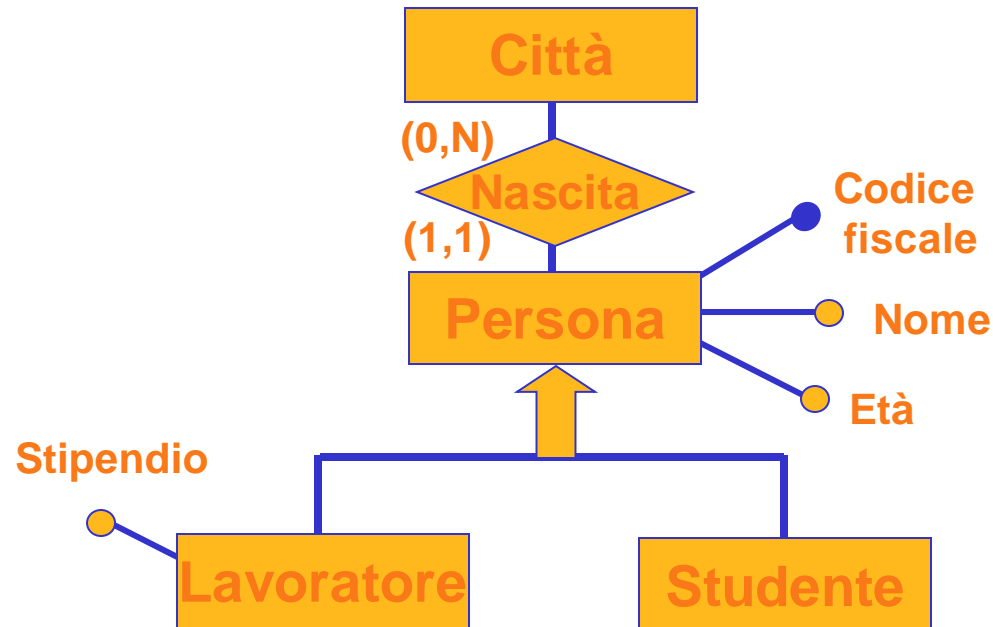 Città
(0,N)
Nascita
(1,1)
Codice
fiscale
Persona
Nome
Età
Stipendio
Lavoratore
Studente